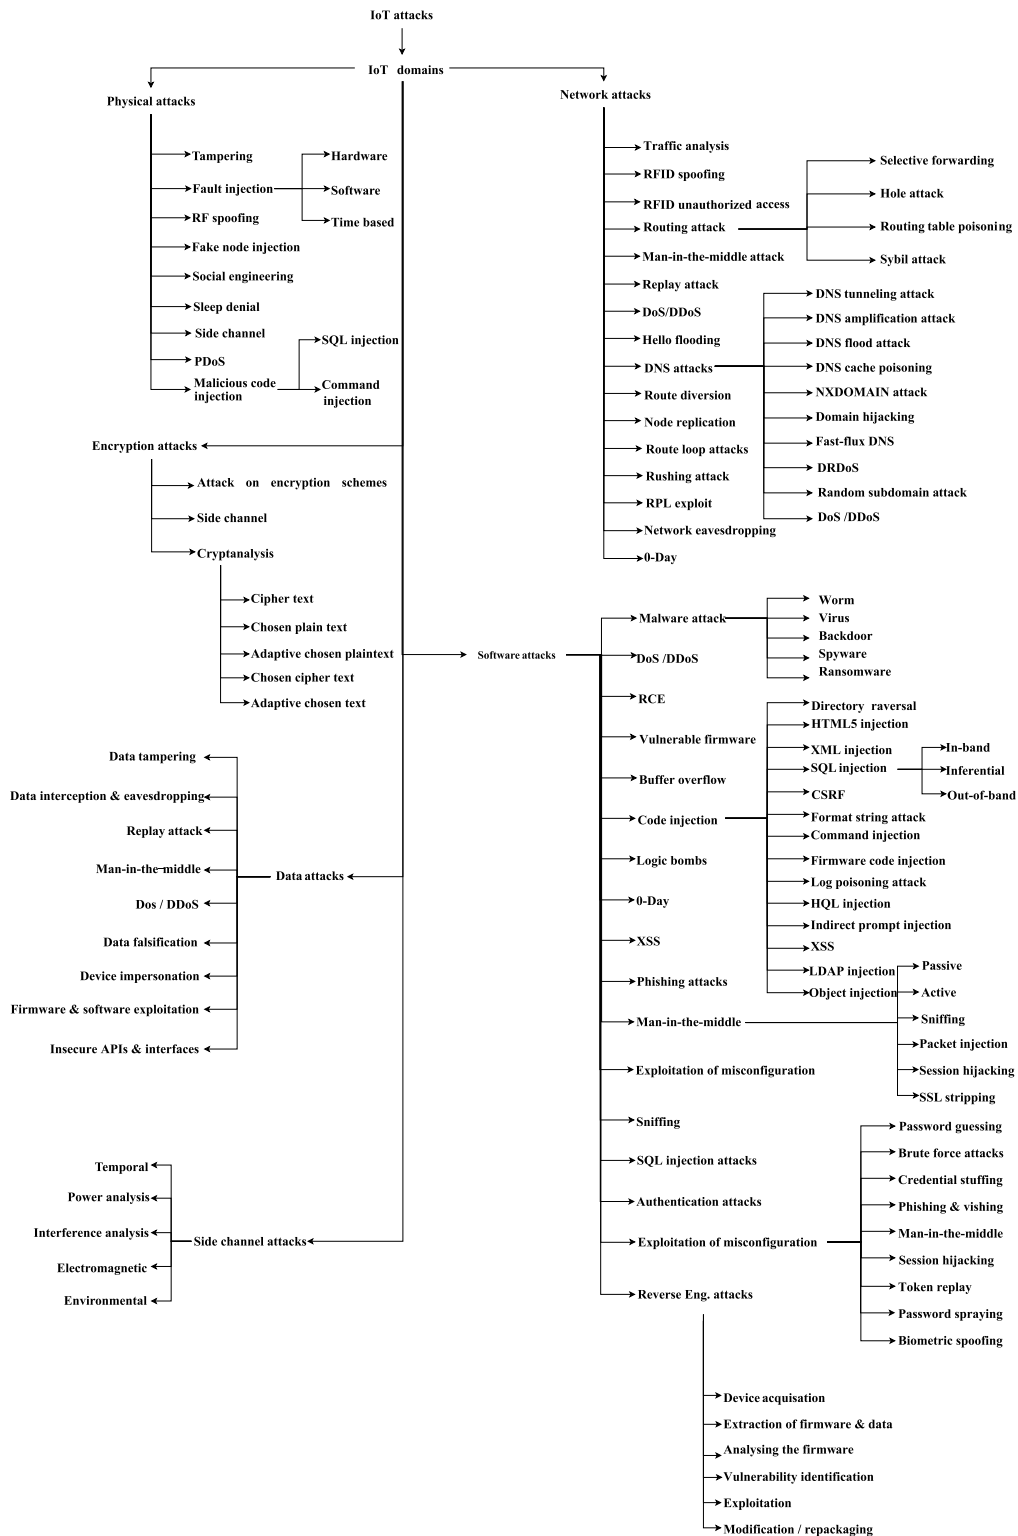 IoT attacks
IoT domains
Physical attacks
Tampering
Fault injection
Hardware
Software
Time based
RF spoofing
Fake node injection
Social engineering
Sleep denial
Side channel
PDoS
Malicious code
injection
SQL injection
Command
injection
Network attacks
Traffic analysis
RFID spoofing
RFID unauthorized access
Routing attack
Selective forwarding
Hole attack
Routing table poisoning
Sybil attack
Man-in-the-middle attack
Replay attack
DoS/DDoS
Hello flooding
DNS attacks
DNS tunneling attack
DNS amplification attack
DNS flood attack
DNS cache poisoning
NXDOMAIN attack
Domain hijacking
Fast-flux DNS
DRDoS
Random subdomain attack
DoS /DDoS
Route diversion
Node replication
Route loop attacks
Rushing attack
RPL exploit
Network eavesdropping
0-Day
Encryption attacks
Attack on encryption schemes
Side channel
Cryptanalysis
Cipher text
Chosen plain text
Adaptive chosen plaintext
Chosen cipher text
Adaptive chosen text
Software attacks
Malware attack
Worm
Virus
Backdoor
Spyware
Ransomware
DoS /DDoS
RCE
Vulnerable firmware
Buffer overflow
Code injection
Directory raversal
HTML5 injection
XML injection
SQL injection
In-band
Inferential
Out-of-band
CSRF
Format string attack
Command injection
Firmware code injection
Log poisoning attack
HQL injection
Indirect prompt injection
XSS
LDAP injection
Object injection
Logic bombs
0-Day
XSS
Phishing attacks
Man-in-the-middle
Passive
Active
Sniffing
Packet injection
Session hijacking
SSL stripping
Exploitation of misconfiguration
Sniffing
SQL injection attacks
Authentication attacks
Exploitation of misconfiguration
Password guessing
Brute force attacks
Credential stuffing
Phishing & vishing
Man-in-the-middle
Session hijacking
Token replay
Password spraying
Biometric spoofing
Reverse Eng. attacks
Device acquisation
Extraction of firmware & data
Analysing the firmware
Vulnerability identification
Exploitation
Modification / repackaging
Data attacks
Data tampering
Data interception & eavesdropping
Replay attack
Man-in-the-middle
Dos / DDoS
Data falsification
Device impersonation
Firmware & software exploitation
Insecure APIs & interfaces
Side channel attacks
Temporal
Power analysis
Interference analysis
Electromagnetic
Environmental